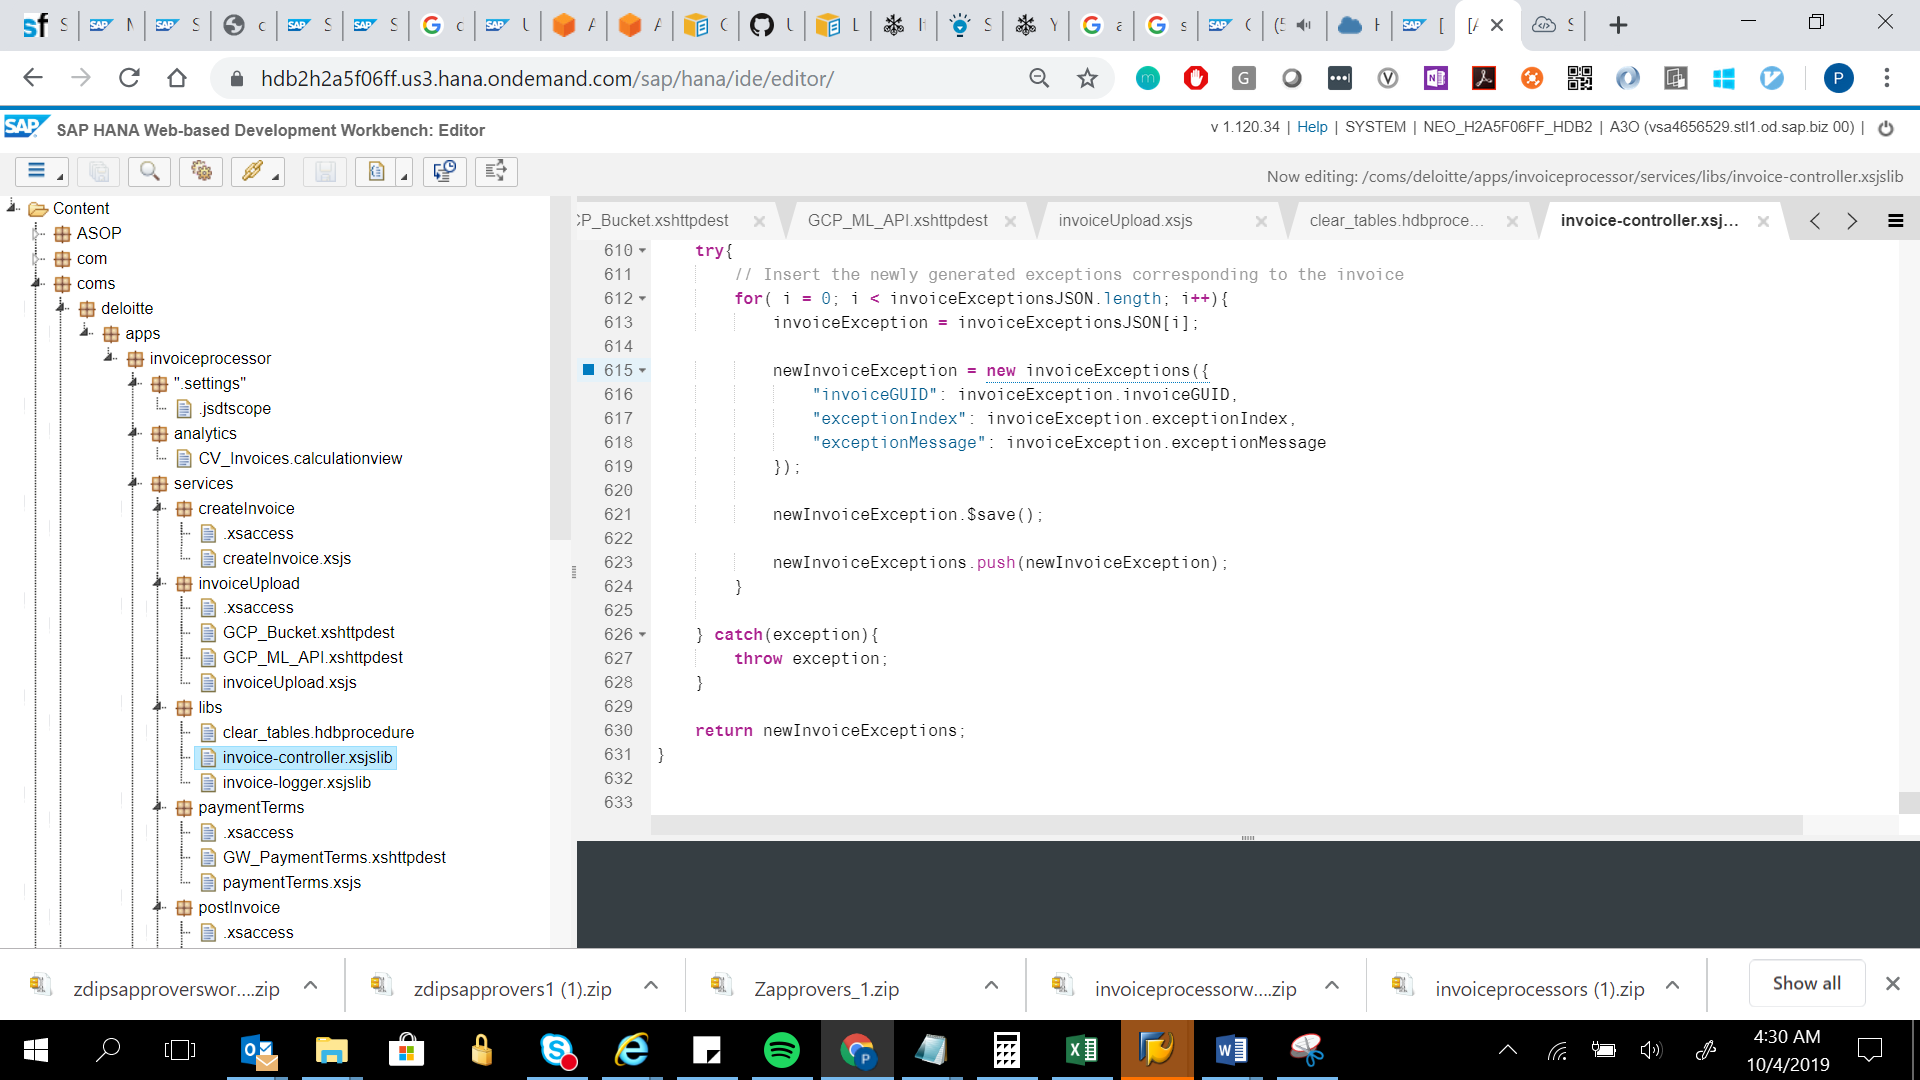 sf S M S c S S c U A A C U L It S Y a s C (5 H [ [A S
hdb2h2a5f06ff.us3.hana.ondemand.com/sap/hana/ide/editor/
SAP SAP HANA Web-based Development Workbench: Editor
v 1.120.34 | Help | SYSTEM | NEO_H2A5F06FF_HDB2 | A3O (vsa4656529.stl1.od.sap.biz 00) |
Now editing: /coms/deloitte/apps/invoiceprocessor/services/libs/invoice-controller.xsjslib
Content
ASOP
com
coms
deloitte
apps
invoiceprocessor
".settings"
.jsdtscope
analytics
CV_Invoices.calculationview
services
createInvoice
.xsaccess
createInvoice.xsjs
invoiceUpload
.xsaccess
GCP_Bucket.xshttpdest
GCP_ML_API.xshttpdest
invoiceUpload.xsjs
libs
clear_tables.hdbprocedure
invoice-controller.xsjslib
invoice-logger.xsjslib
paymentTerms
.xsaccess
GW_PaymentTerms.xshttpdest
paymentTerms.xsjs
postInvoice
.xsaccess
CP_Bucket.xshttpdest GCP_ML_API.xshttpdest invoiceUpload.xsjs clear_tables.hdbproce... invoice-controller.xsj...
610 try{
611 // Insert the newly generated exceptions corresponding to the invoice
612 for( i = 0; i < invoiceExceptionsJSON.length; i++){
613 invoiceException = invoiceExceptionsJSON[i];
614
615 newInvoiceException = new invoiceExceptions({
616 "invoiceGUID": invoiceException.invoiceGUID,
617 "exceptionIndex": invoiceException.exceptionIndex,
618 "exceptionMessage": invoiceException.exceptionMessage
619 });
620
621 newInvoiceException.$save();
622
623 newInvoiceExceptions.push(newInvoiceException);
624 }
625
626 } catch(exception){
627 throw exception;
628 }
629
630 return newInvoiceExceptions;
631 }
632
633
zdipsapproverswor....zip zdipsapprovers1 (1).zip Zapprovers_1.zip invoiceprocessorw....zip invoiceprocessors (1).zip Show all
4:30 AM
10/4/2019